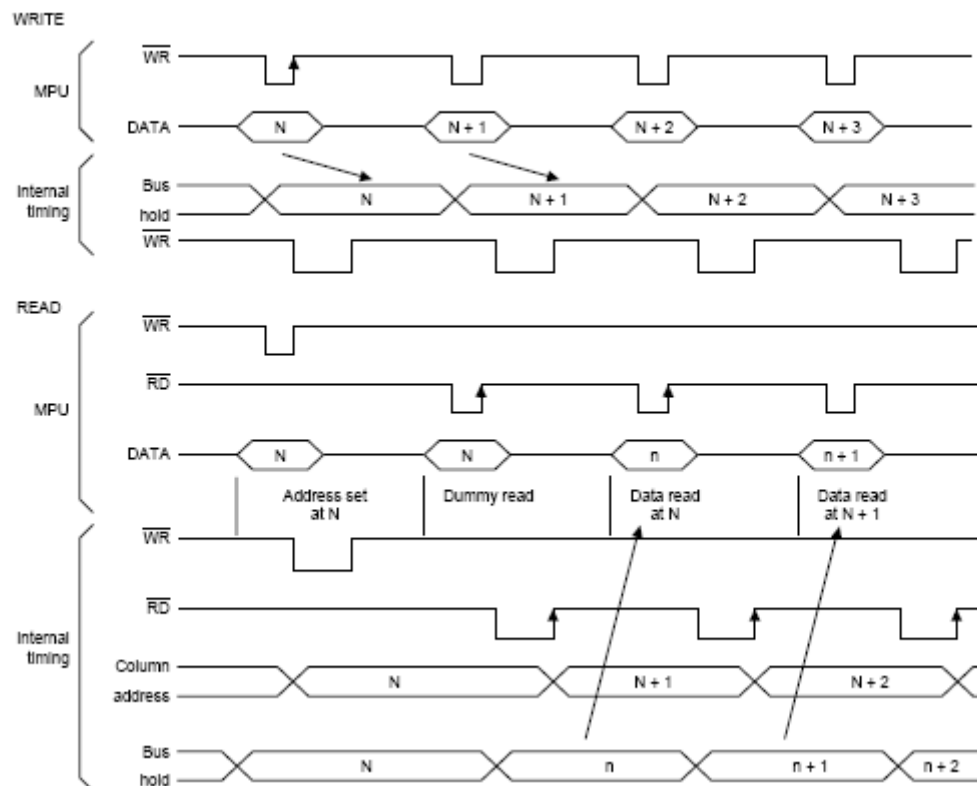 WRITE
WR
MPU
DATA N N + 1 N + 2 N + 3
Internal timing
Bus hold N N + 1 N + 2 N + 3
WR
READ
WR
RD
MPU
DATA N N n n + 1
Address set at N Dummy read Data read at N Data read at N + 1
WR
RD
Internal timing
Column address N N + 1 N + 2
Bus hold N n n + 1 n + 2